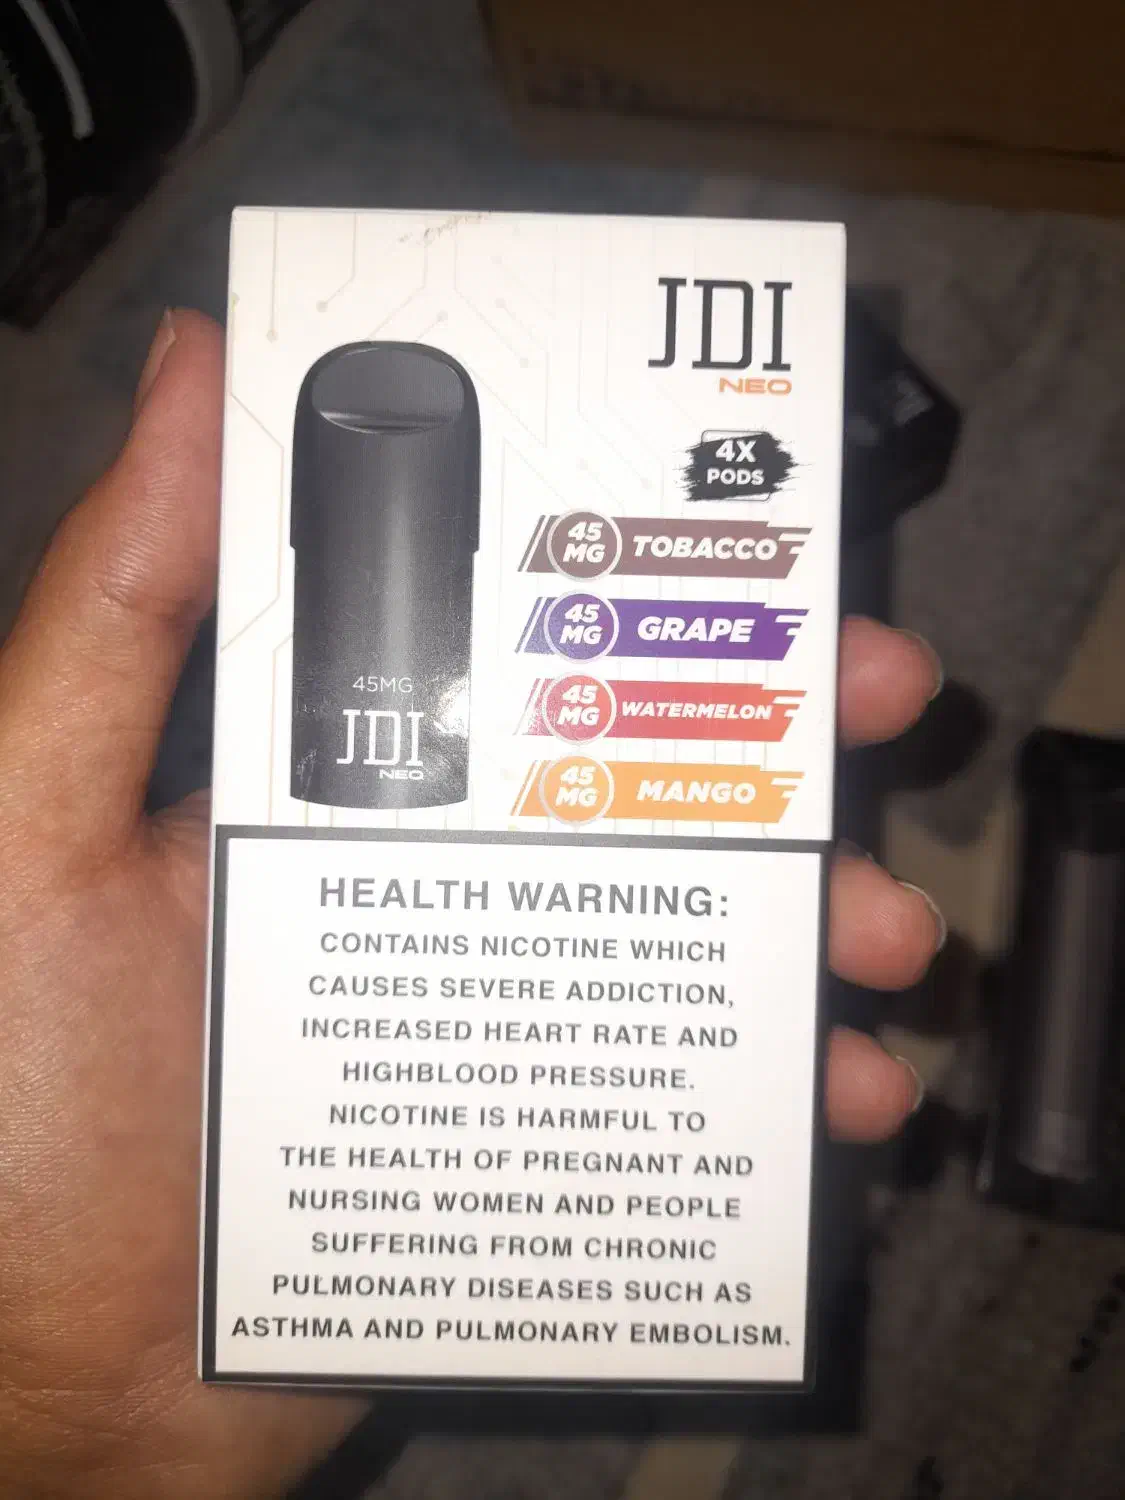 JDI
NEO
4X
PODS
45
MG
TOBACCO
45
MG
GRAPE
45
MG
WATERMELON
45
MG
MANGO
45MG
JDI
NEO
HEALTH WARNING:
CONTAINS NICOTINE WHICH
CAUSES SEVERE ADDICTION,
INCREASED HEART RATE AND
HIGHBLOOD PRESSURE.
NICOTINE IS HARMFUL TO
THE HEALTH OF PREGNANT AND
NURSING WOMEN AND PEOPLE
SUFFERING FROM CHRONIC
PULMONARY DISEASES SUCH AS
ASTHMA AND PULMONARY EMBOLISM.